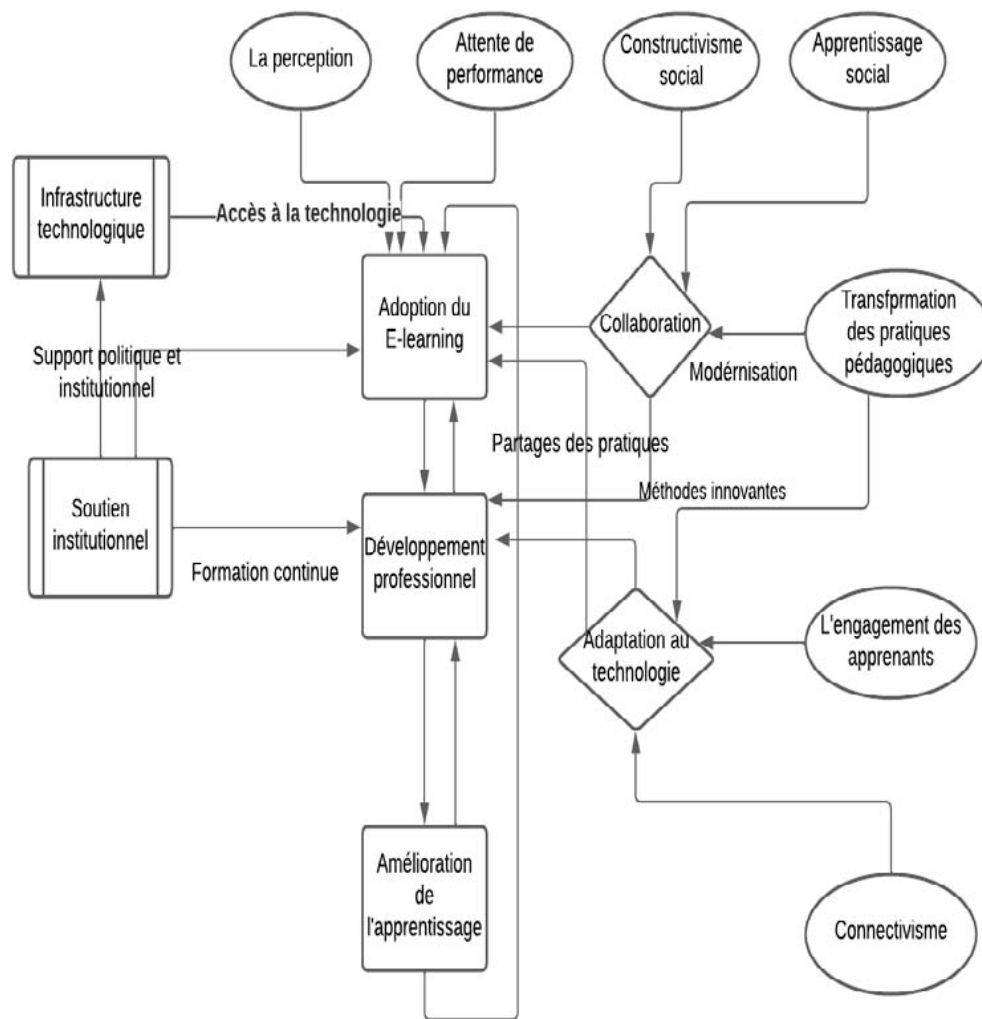 La perception
Attente de
performance
Constructivisme
social
Apprentissage
social
Infrastructure
technologique
Accès à la technologie
Adoption du
E-learning
Collaboration
Transfprmation
des pratiques
pédagogiques
Modérnisation
Support politique et
institutionnel
Partages des pratiques
Méthodes innovantes
Soutien
institutionnel
Formation continue
Développement
professionnel
Adaptation au
technologie
L'engagement des
apprenants
Amélioration
de
l'apprentissage
Connectivisme